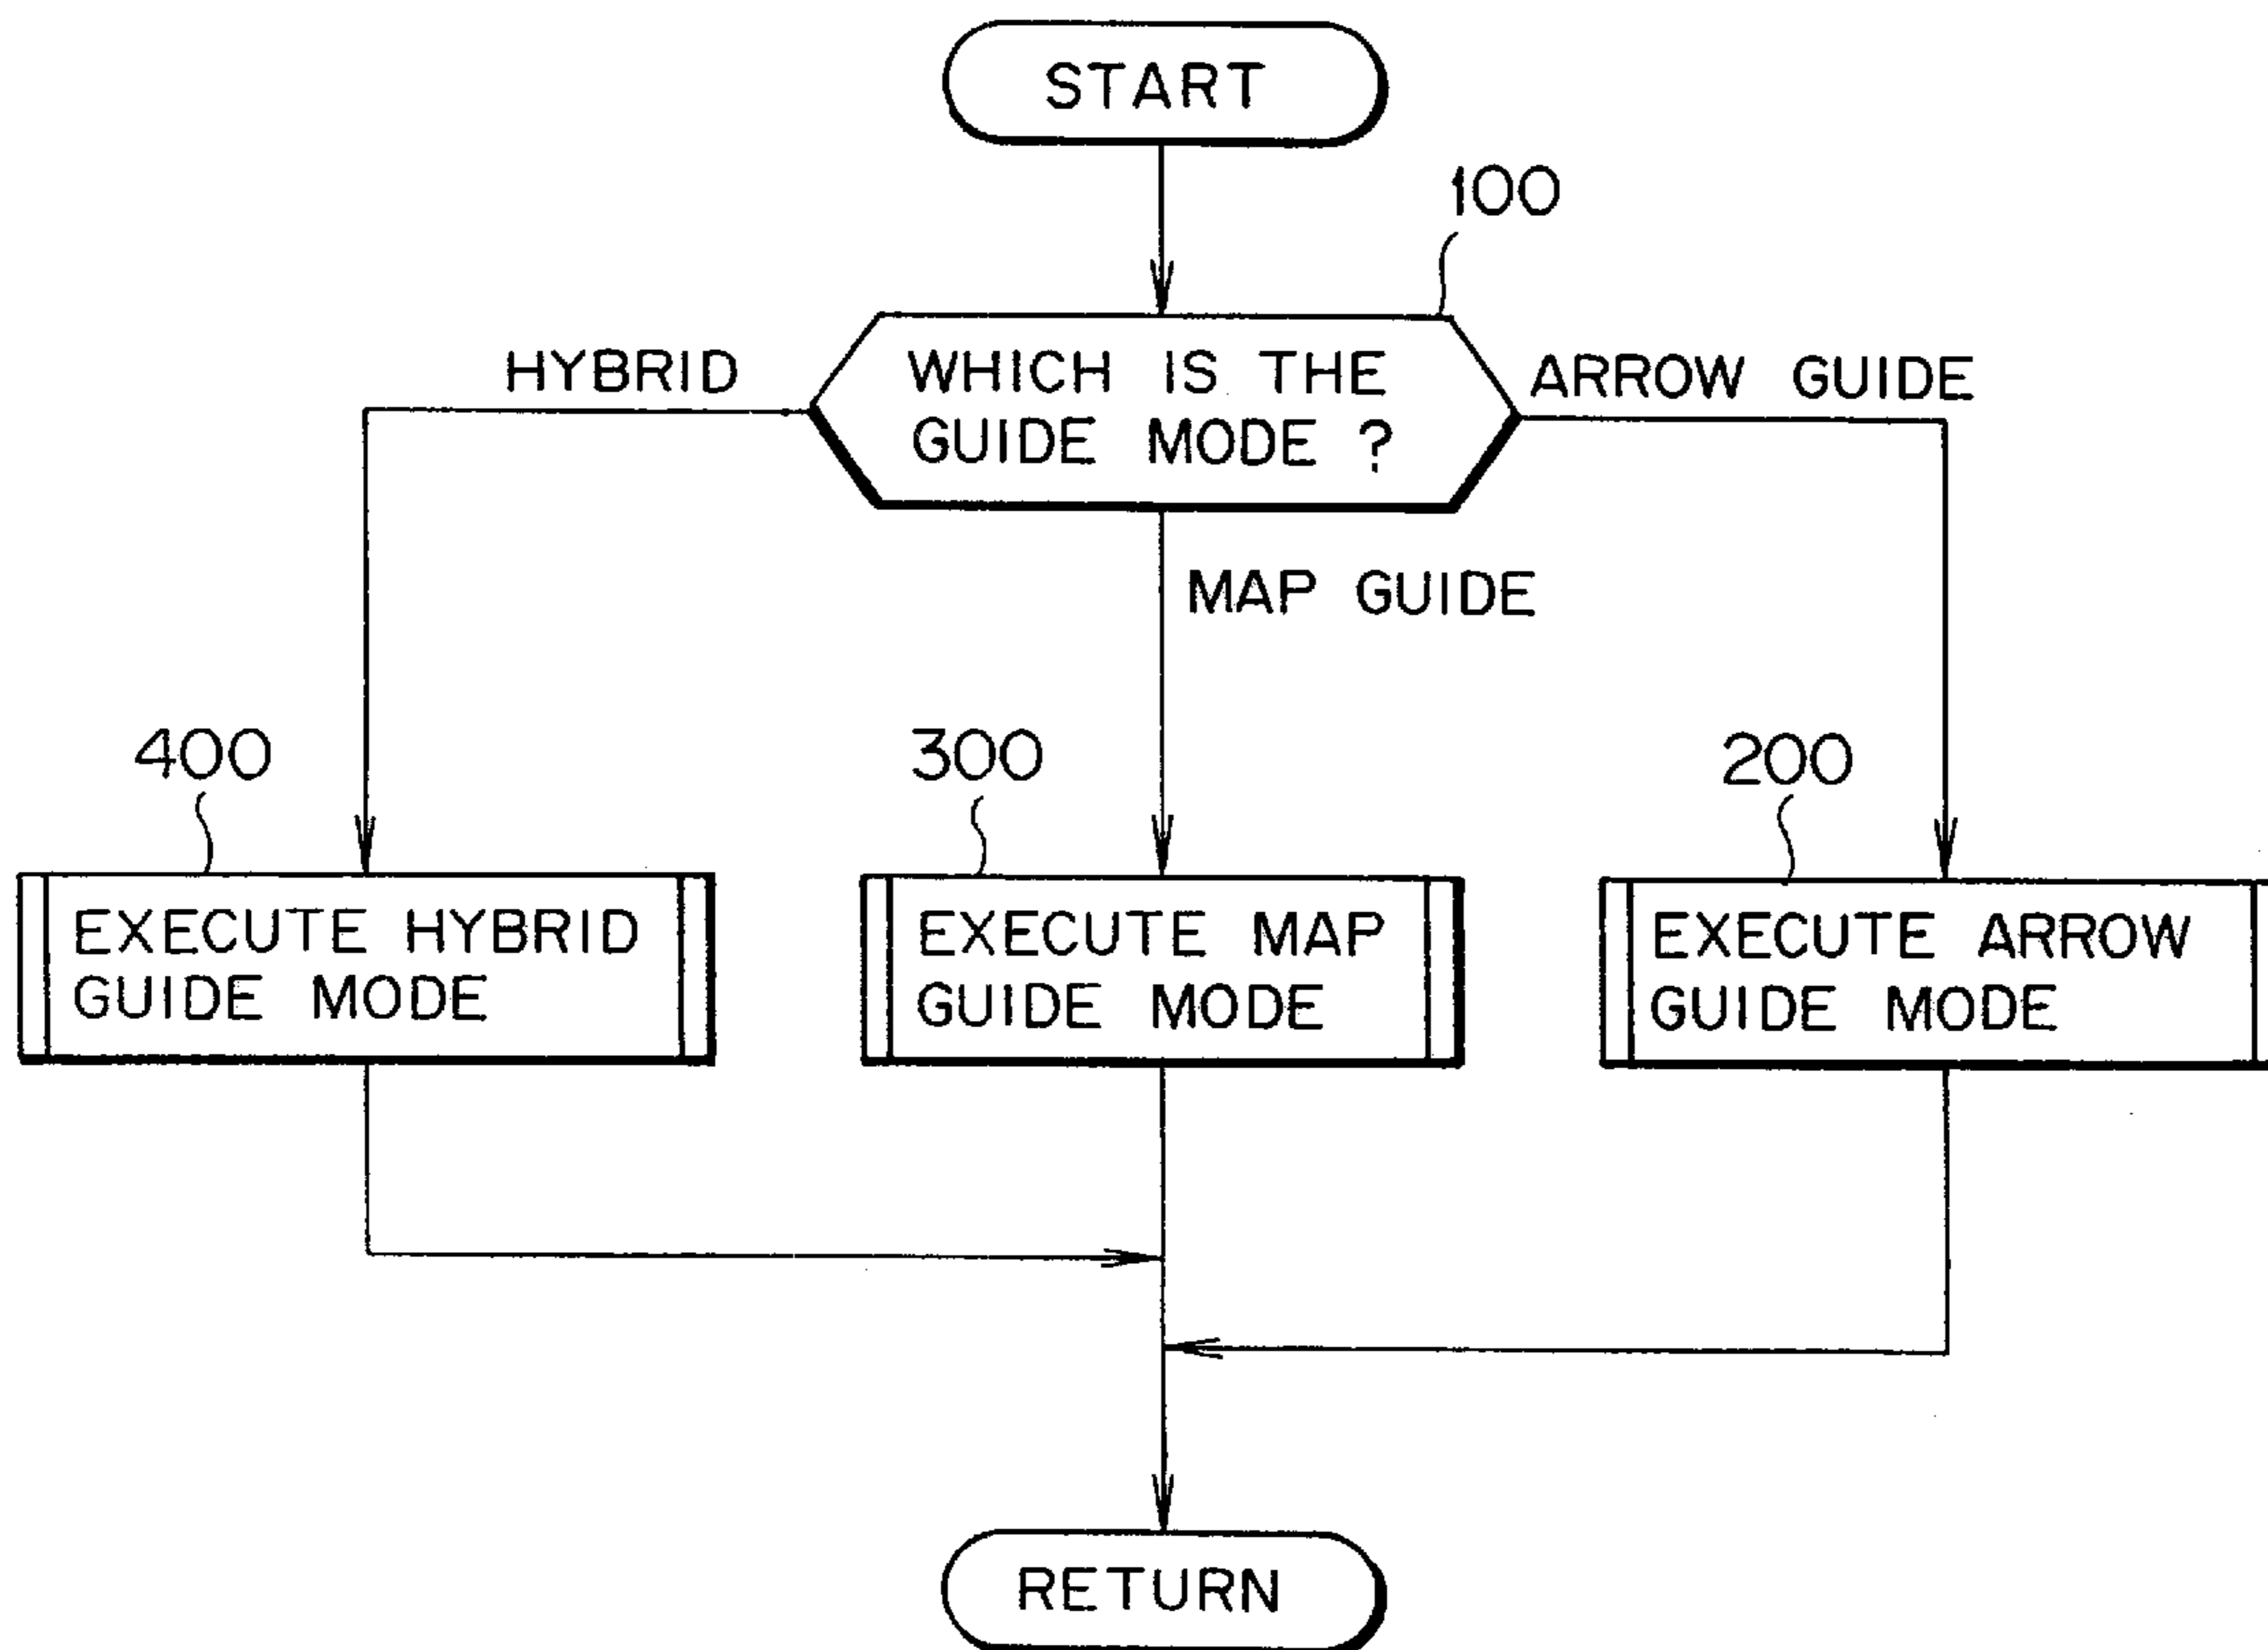 START
100
HYBRID
WHICH IS THE
GUIDE MODE ?
ARROW GUIDE
MAP GUIDE
400
300
200
EXECUTE HYBRID
GUIDE MODE
EXECUTE MAP
GUIDE MODE
EXECUTE ARROW
GUIDE MODE
RETURN